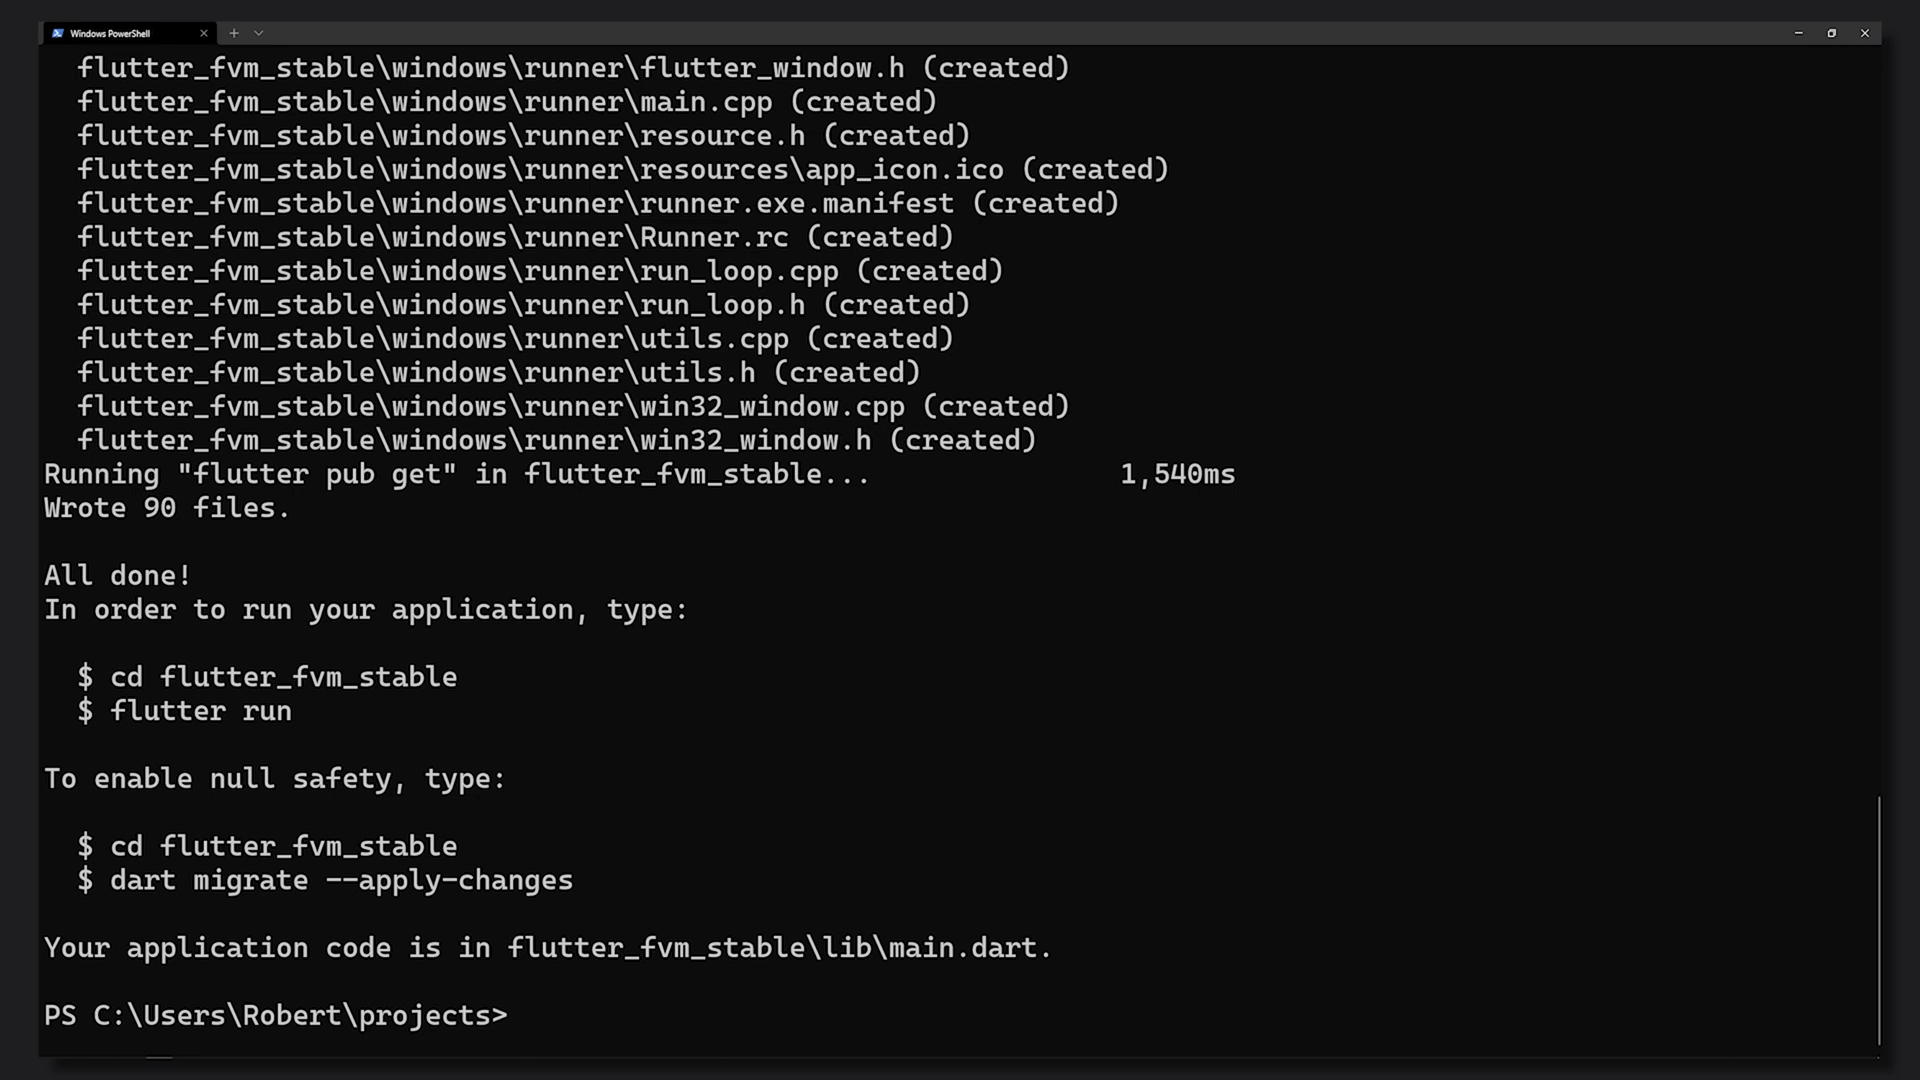 Windows PowerShell
flutter_fvm_stable\windows\runner\flutter_window.h (created)
flutter_fvm_stable\windows\runner\main.cpp (created)
flutter_fvm_stable\windows\runner\resource.h (created)
flutter_fvm_stable\windows\runner\resources\app_icon.ico (created)
flutter_fvm_stable\windows\runner\runner.exe.manifest (created)
flutter_fvm_stable\windows\runner\Runner.rc (created)
flutter_fvm_stable\windows\runner\run_loop.cpp (created)
flutter_fvm_stable\windows\runner\run_loop.h (created)
flutter_fvm_stable\windows\runner\utils.cpp (created)
flutter_fvm_stable\windows\runner\utils.h (created)
flutter_fvm_stable\windows\runner\win32_window.cpp (created)
flutter_fvm_stable\windows\runner\win32_window.h (created)
Running "flutter pub get" in flutter_fvm_stable... 1,540ms
Wrote 90 files.
All done!
In order to run your application, type:
$ cd flutter_fvm_stable
$ flutter run
To enable null safety, type:
$ cd flutter_fvm_stable
$ dart migrate --apply-changes
Your application code is in flutter_fvm_stable\lib\main.dart.
PS C:\Users\Robert\projects>